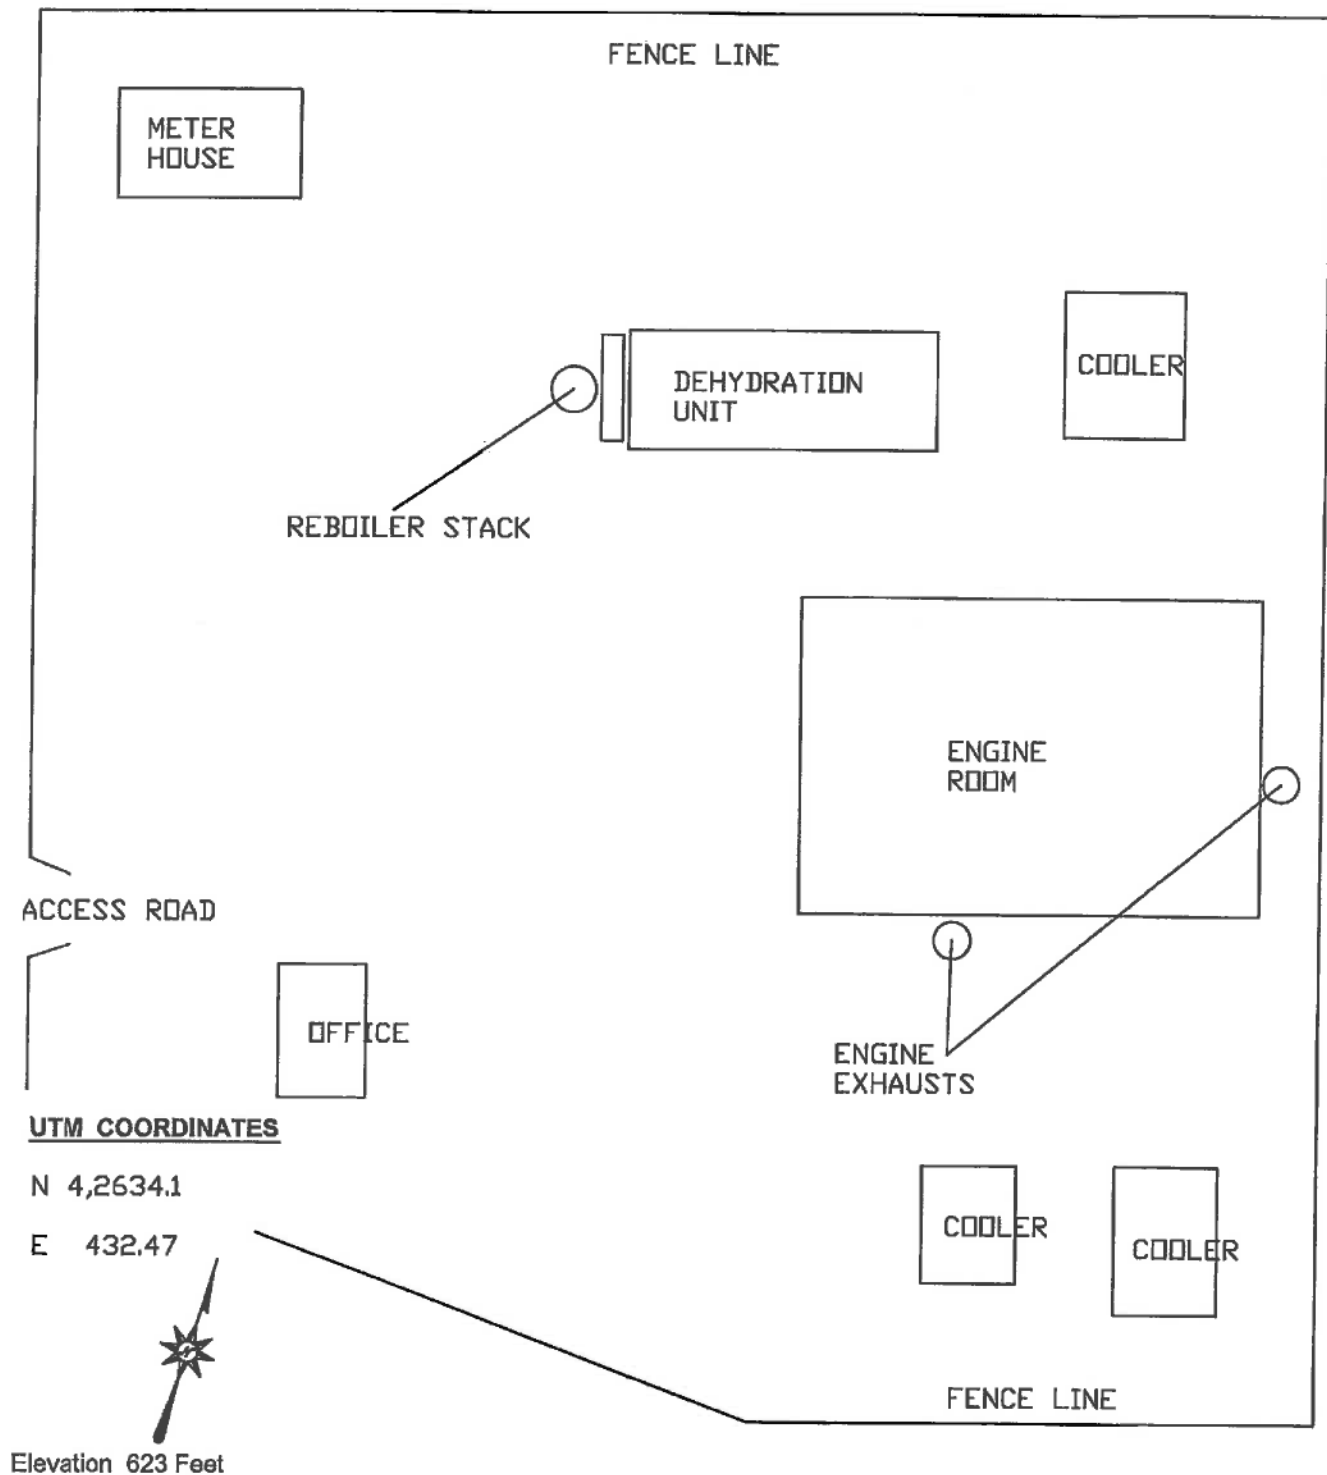 FENCE LINE
METER
HOUSE
COOLER
DEHYDRATION
UNIT
REBOILER STACK
ENGINE
ROOM
ACCESS ROAD
OFFICE
ENGINE
EXHAUSTS
UTM COORDINATES
N 4,2634.1
E 432.47
COOLER
COOLER
FENCE LINE
Elevation 623 Feet